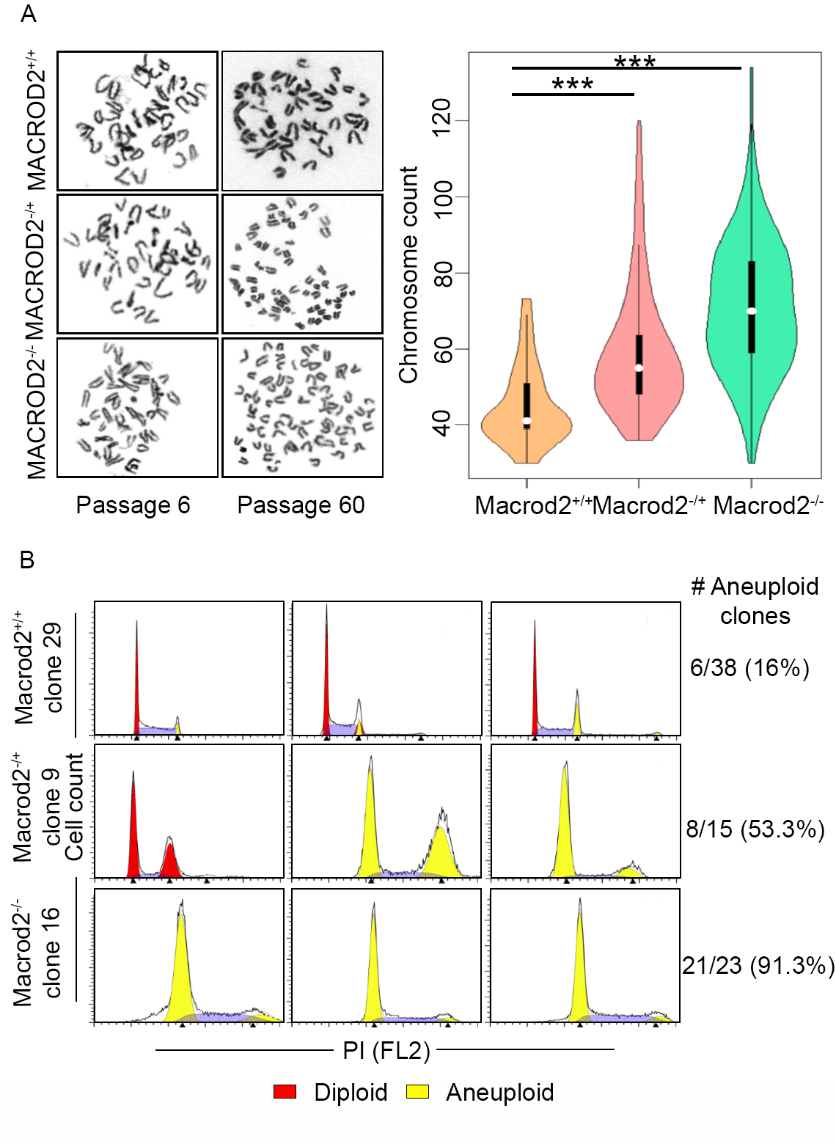 A
MACROD2+/+
MACROD2-/+
MACROD2-/-
Passage 6
Passage 60
Chromosome count
120
100
80
60
40
***
***
Macrod2+/+
Macrod2-/+
Macrod2-/-
B
# Aneuploid
clones
Macrod2+/+
clone 29
6/38 (16%)
Macrod2-/+
clone 9
Cell count
8/15 (53.3%)
Macrod2-/-
clone 16
21/23 (91.3%)
PI (FL2)
Diploid
Aneuploid